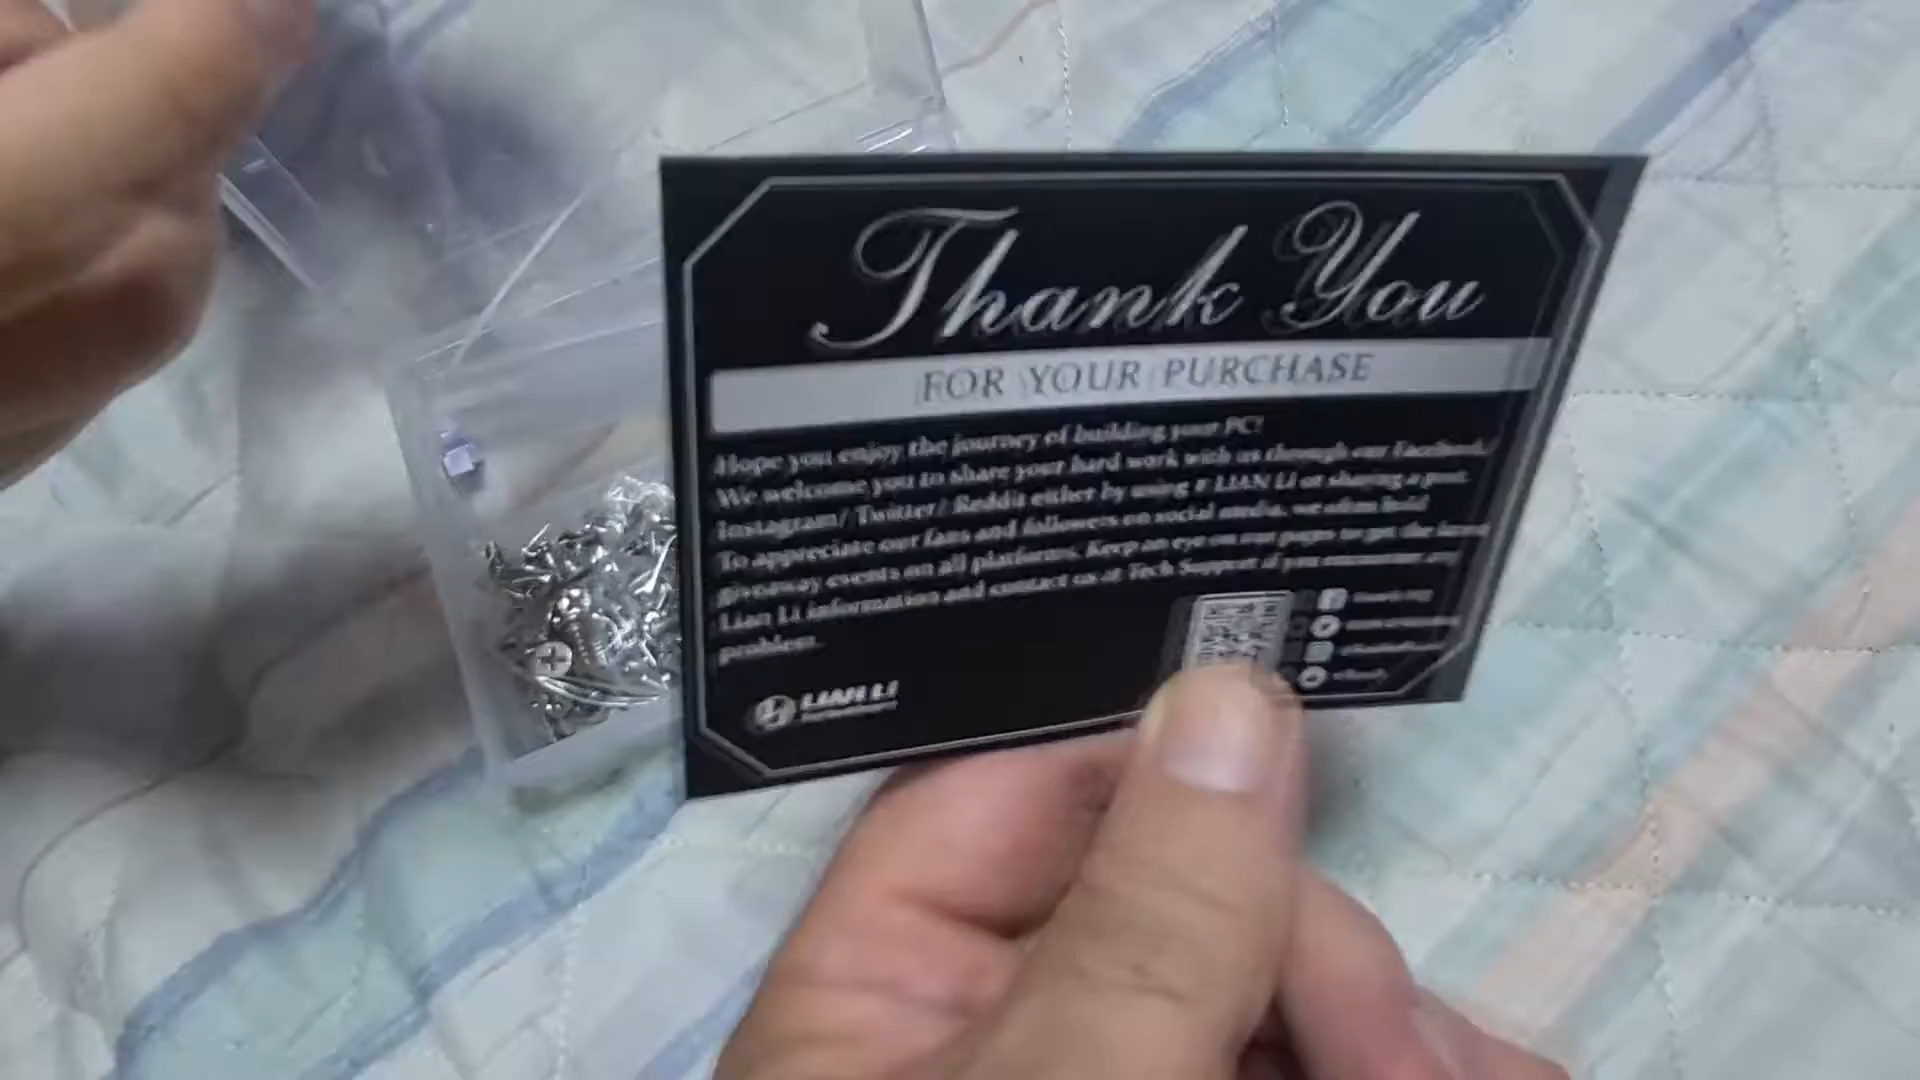 Thank You
FOR YOUR PURCHASE
Hope you enjoy the journey of building your PC!
We welcome you to share your hard work with us through our Facebook/
Instagram/ Twitter/ Reddit either by using # LIAN LI or sharing a post.
To appreciate our fans and followers on social media, we often hold
giveaway events on all platforms. Keep an eye on our pages to get the latest
Lian Li information and contact us at Tech Support if you encounter any
problem.
LIAN LI